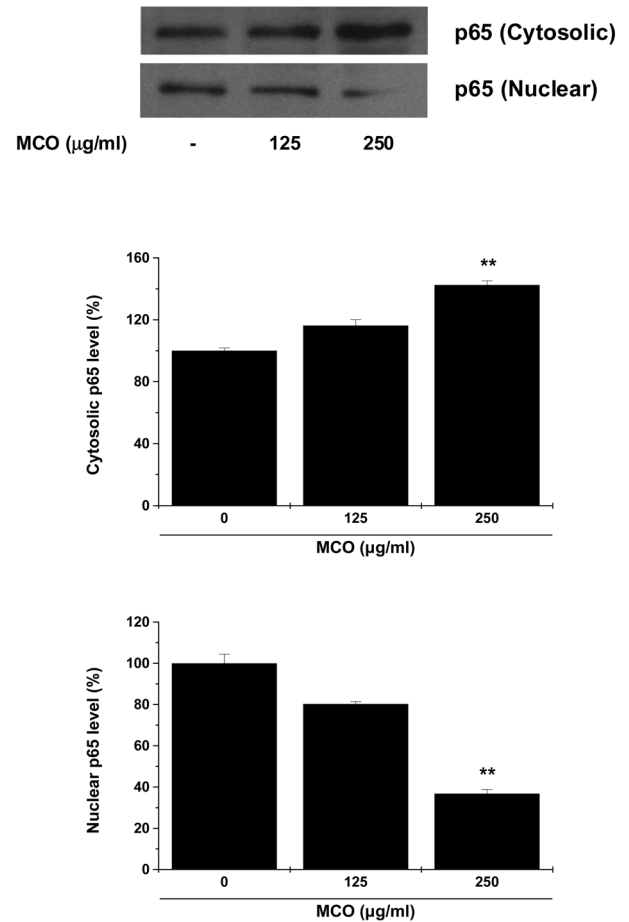 p65 (Cytosolic)
p65 (Nuclear)
MCO (μg/ml) - 125 250
Cytosolic p65 level (%)
160
120
80
40
0
**
0 125 250
MCO (μg/ml)
Nuclear p65 level (%)
120
100
80
60
40
20
0
**
0 125 250
MCO (μg/ml)